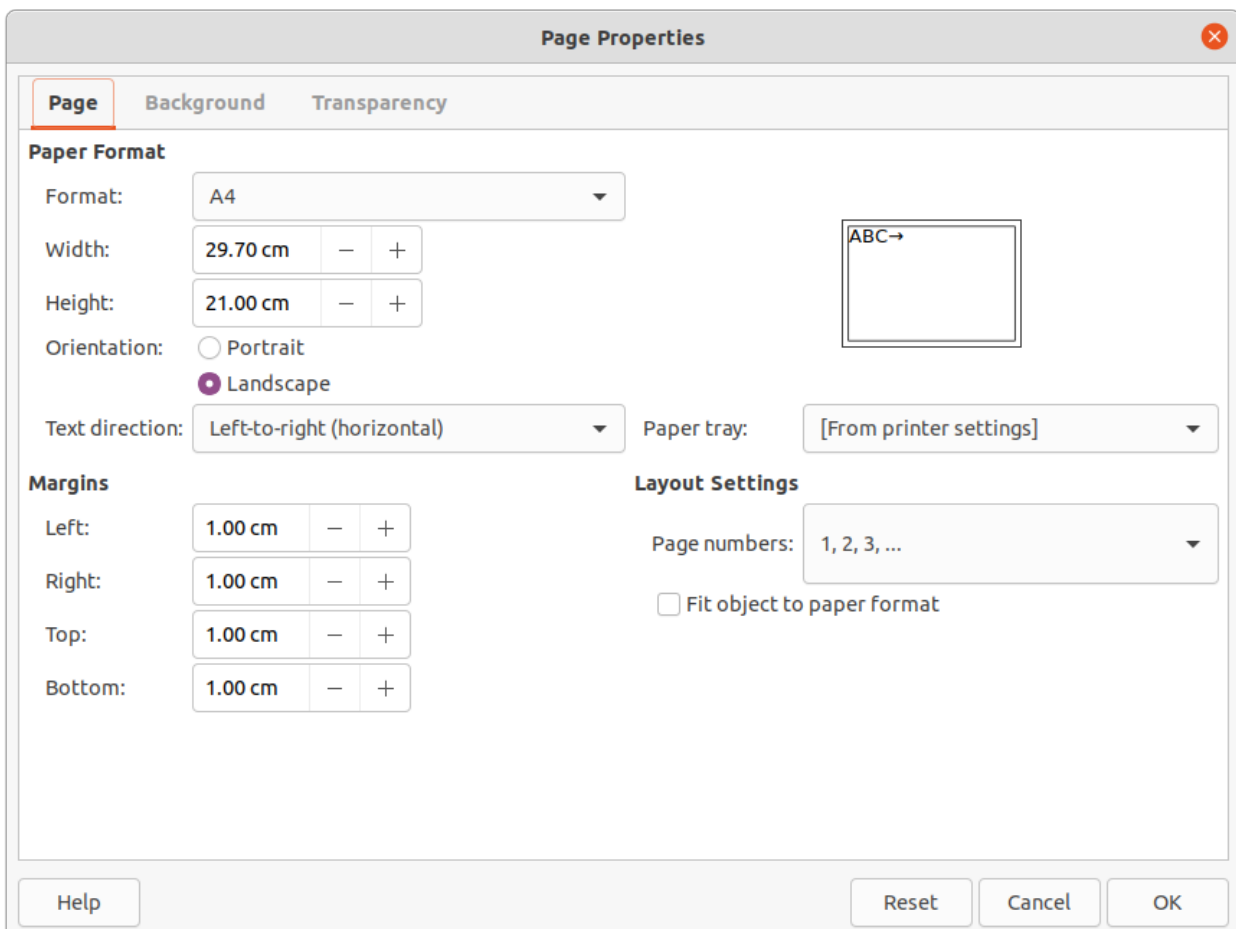 Page Properties
Page Background Transparency
Paper Format
Format: A4
Width: 29.70 cm
ABC→
Height: 21.00 cm
Orientation: Portrait
Landscape
Text direction: Left-to-right (horizontal) Paper tray: [From printer settings]
Margins Layout Settings
Left: 1.00 cm
Page numbers: 1, 2, 3, ...
Right: 1.00 cm
Fit object to paper format
Top: 1.00 cm
Bottom: 1.00 cm
Help Reset Cancel OK